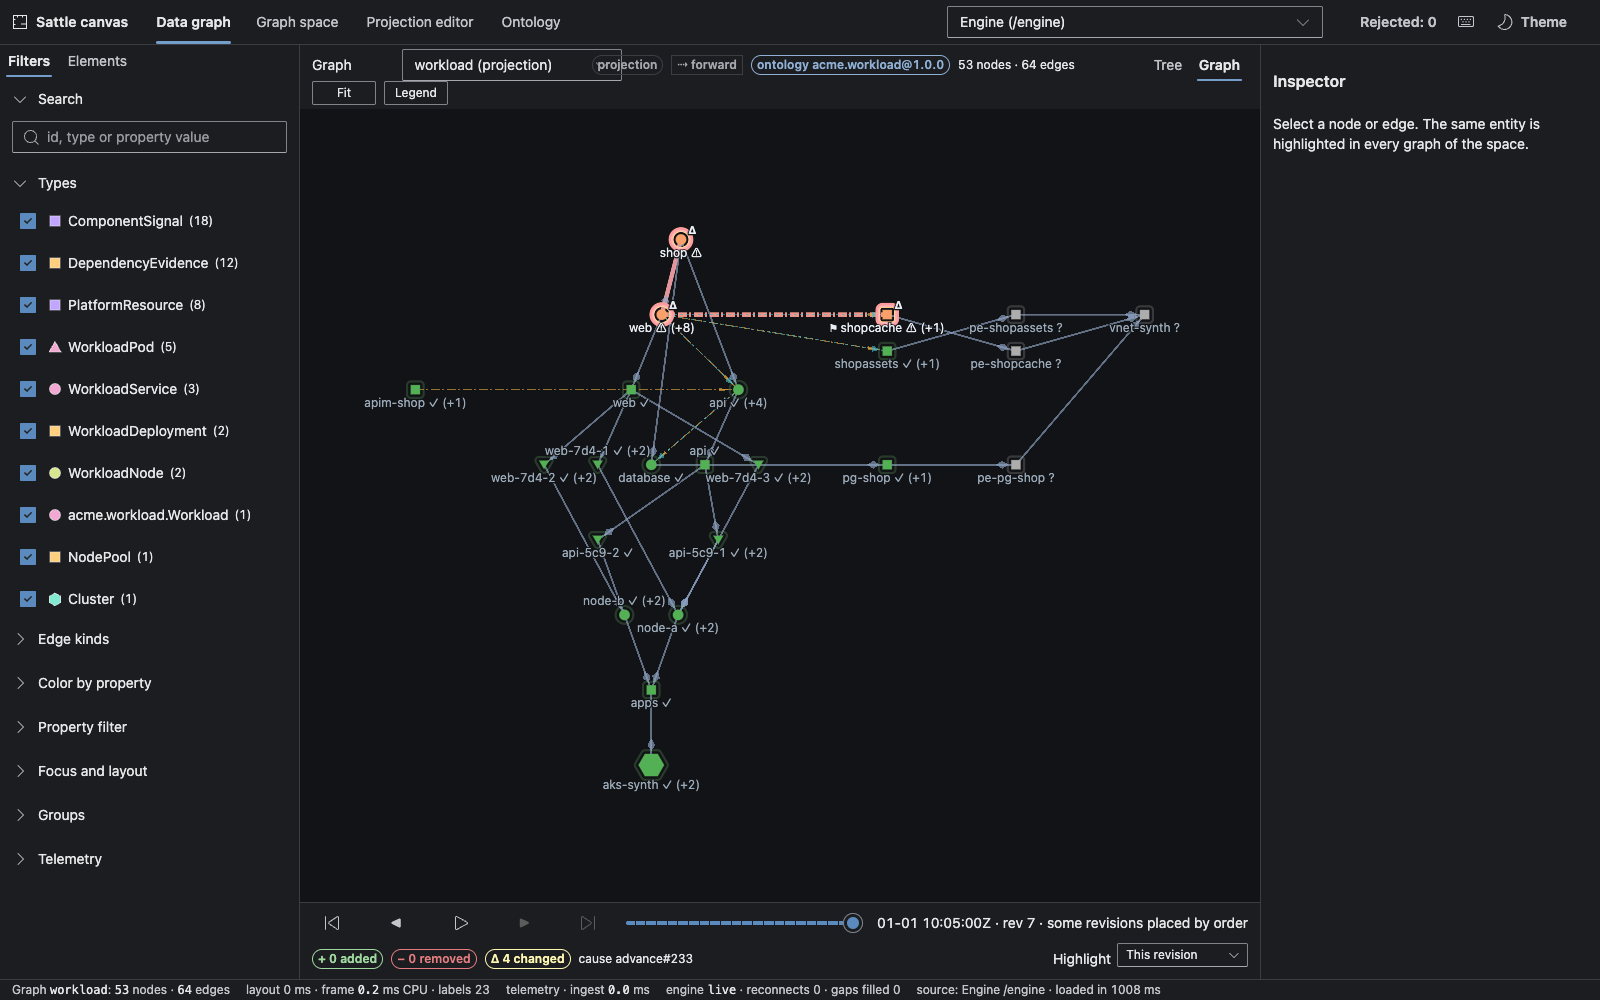 Sattle canvas
Data graph
Graph space
Projection editor
Ontology
Engine (/engine)
Rejected: 0
Theme
Filters
Elements
Search
id, type or property value
Types
ComponentSignal (18)
DependencyEvidence (12)
PlatformResource (8)
WorkloadPod (5)
WorkloadService (3)
WorkloadDeployment (2)
WorkloadNode (2)
acme.workload.Workload (1)
NodePool (1)
Cluster (1)
Edge kinds
Color by property
Property filter
Focus and layout
Groups
Telemetry
Graph
workload (projection)
projection
⇢ forward
ontology acme.workload@1.0.0
53 nodes · 64 edges
Tree
Graph
Fit
Legend
Δ
shop ⚠
Δ
web ⚠ (+8)
Δ
⚑ shopcache ⚠ (+1)
pe-shopassets ?
vnet-synth ?
shopassets ✓ (+1)
pe-shopcache ?
apim-shop ✓ (+1)
web ✓
api ✓ (+4)
web-7d4-1 ✓ (+2)
api ✓
web-7d4-2 ✓ (+2)
database ✓
web-7d4-3 ✓ (+2)
pg-shop ✓ (+1)
pe-pg-shop ?
api-5c9-2 ✓
api-5c9-1 ✓ (+2)
node-b ✓ (+2)
node-a ✓ (+2)
apps ✓
aks-synth ✓ (+2)
01-01 10:05:00Z · rev 7 · some revisions placed by order
+ 0 added
− 0 removed
Δ 4 changed
cause advance#233
Highlight
This revision
Graph workload: 53 nodes · 64 edges
layout 0 ms · frame 0.2 ms CPU · labels 23
telemetry · ingest 0.0 ms
engine live · reconnects 0 · gaps filled 0
source: Engine /engine · loaded in 1008 ms
Inspector
Select a node or edge. The same entity is
highlighted in every graph of the space.